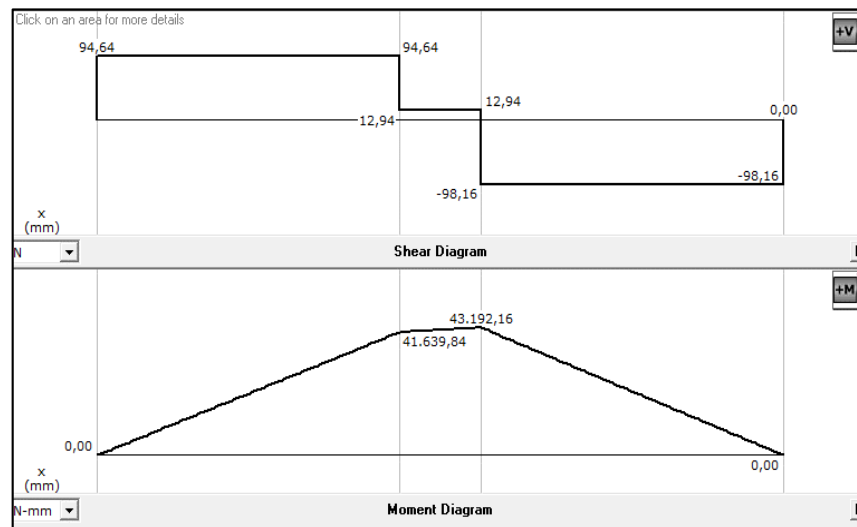 Click on an area for more details
+V
94,64
94,64
12,94
12,94
0,00
-98,16
-98,16
x
(mm)
N
Shear Diagram
+M
43.192,16
41.639,84
0,00
0,00
x
(mm)
N-mm
Moment Diagram